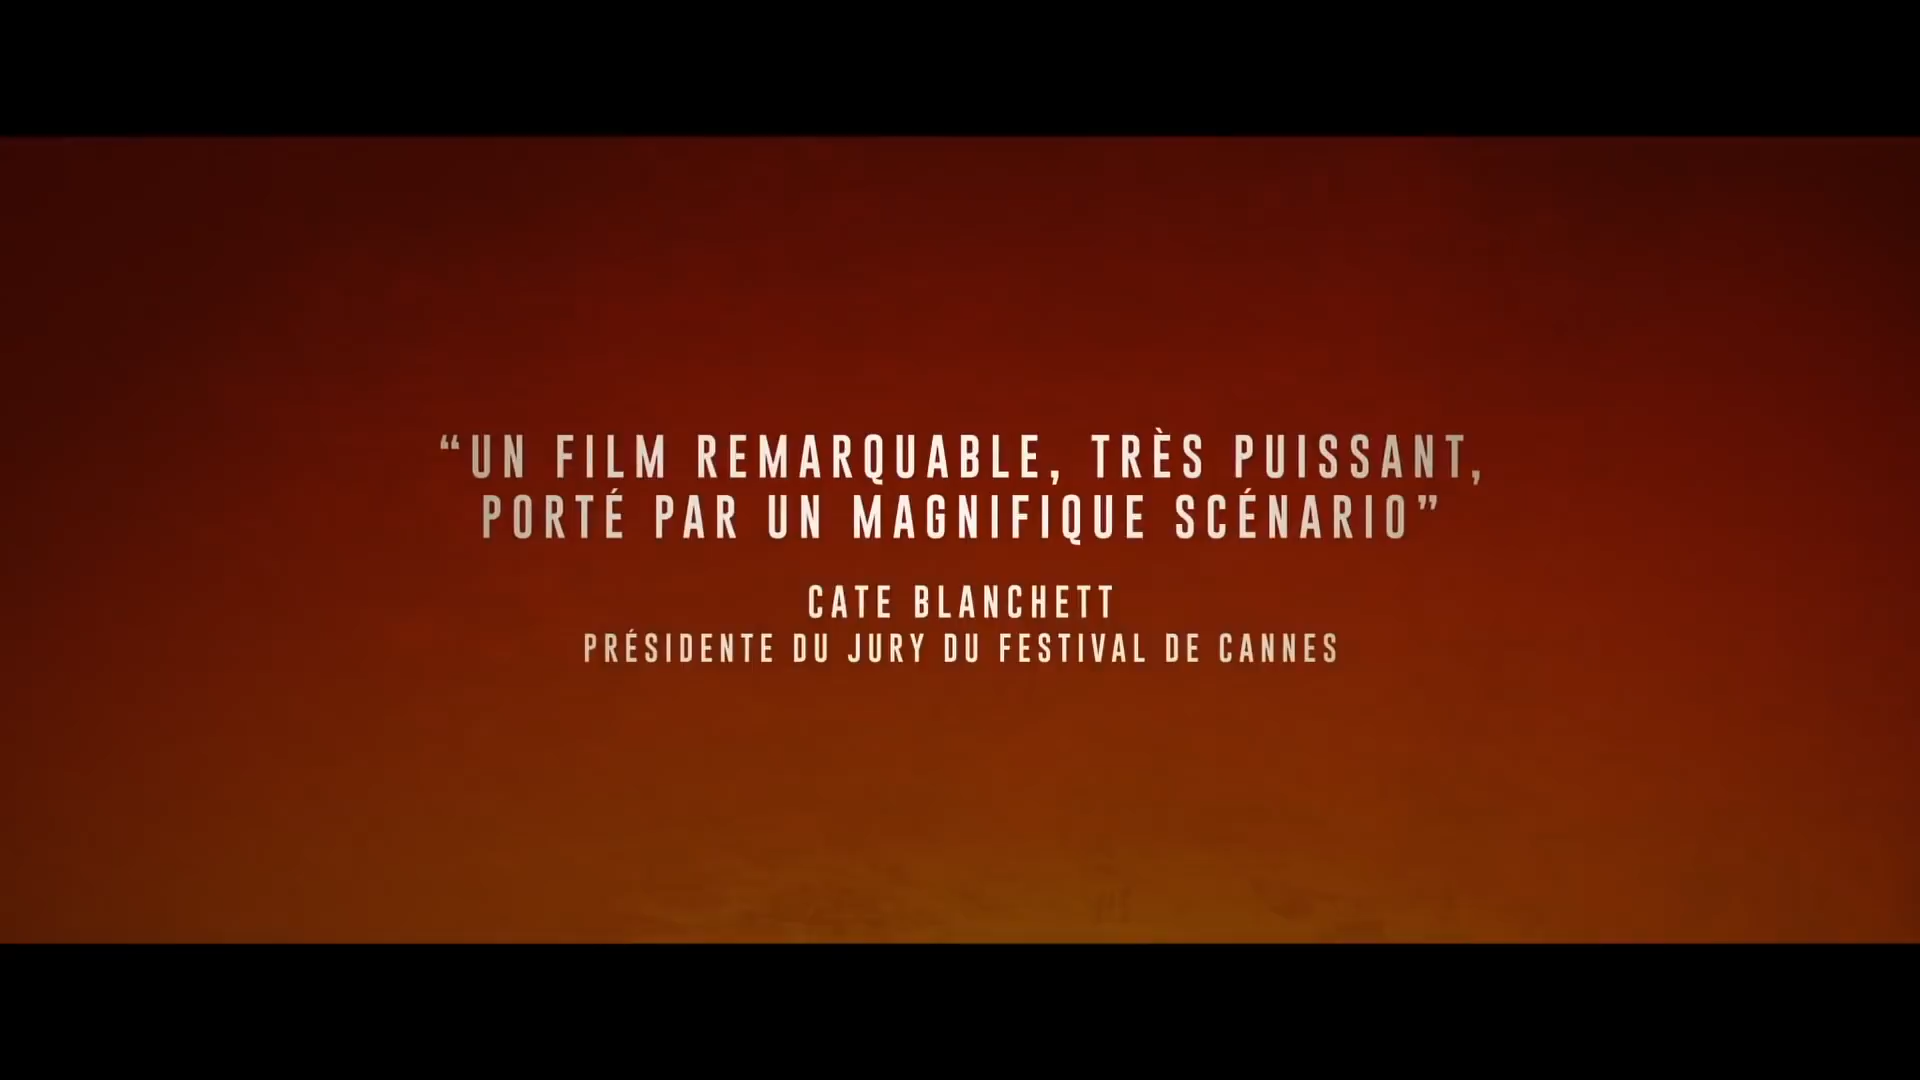 “UN FILM REMARQUABLE, TRÈS PUISSANT,
PORTÉ PAR UN MAGNIFIQUE SCÉNARIO”
CATE BLANCHETT
PRÉSIDENTE DU JURY DU FESTIVAL DE CANNES